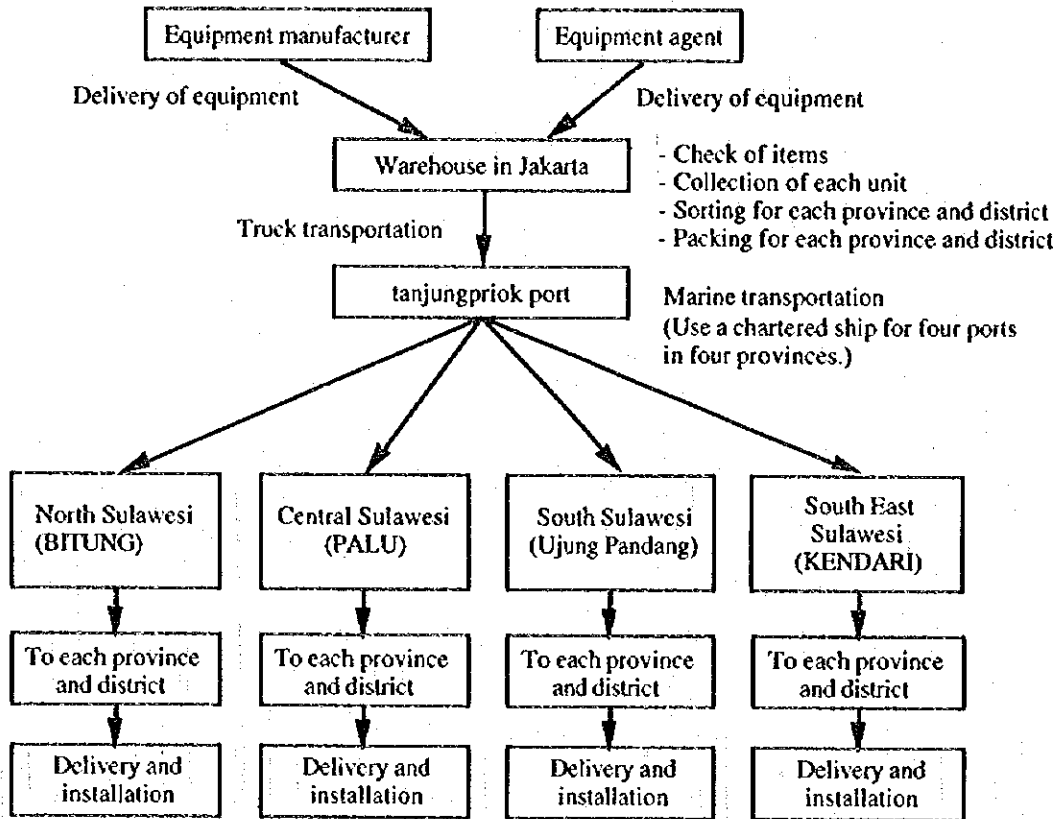 Equipment manufacturer
Equipment agent
Delivery of equipment
Delivery of equipment
Warehouse in Jakarta
- Check of items
- Collection of each unit
- Sorting for each province and district
- Packing for each province and district
Truck transportation
tanjungpriok port
Marine transportation
(Use a chartered ship for four ports
in four provinces.)
North Sulawesi
(BITUNG)
Central Sulawesi
(PALU)
South Sulawesi
(Ujung Pandang)
South East
Sulawesi
(KENDARI)
To each province
and district
To each province
and district
To each province
and district
To each province
and district
Delivery and
installation
Delivery and
installation
Delivery and
installation
Delivery and
installation